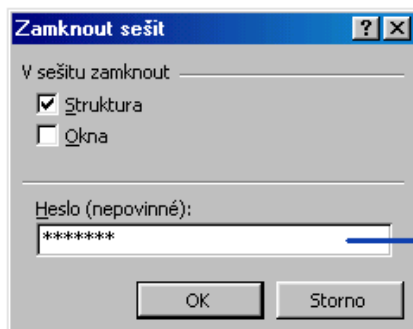 Zamknout sešit
V sešitu zamknout
Struktura
Okna
Heslo (nepovinné):
*******
OK
Storno